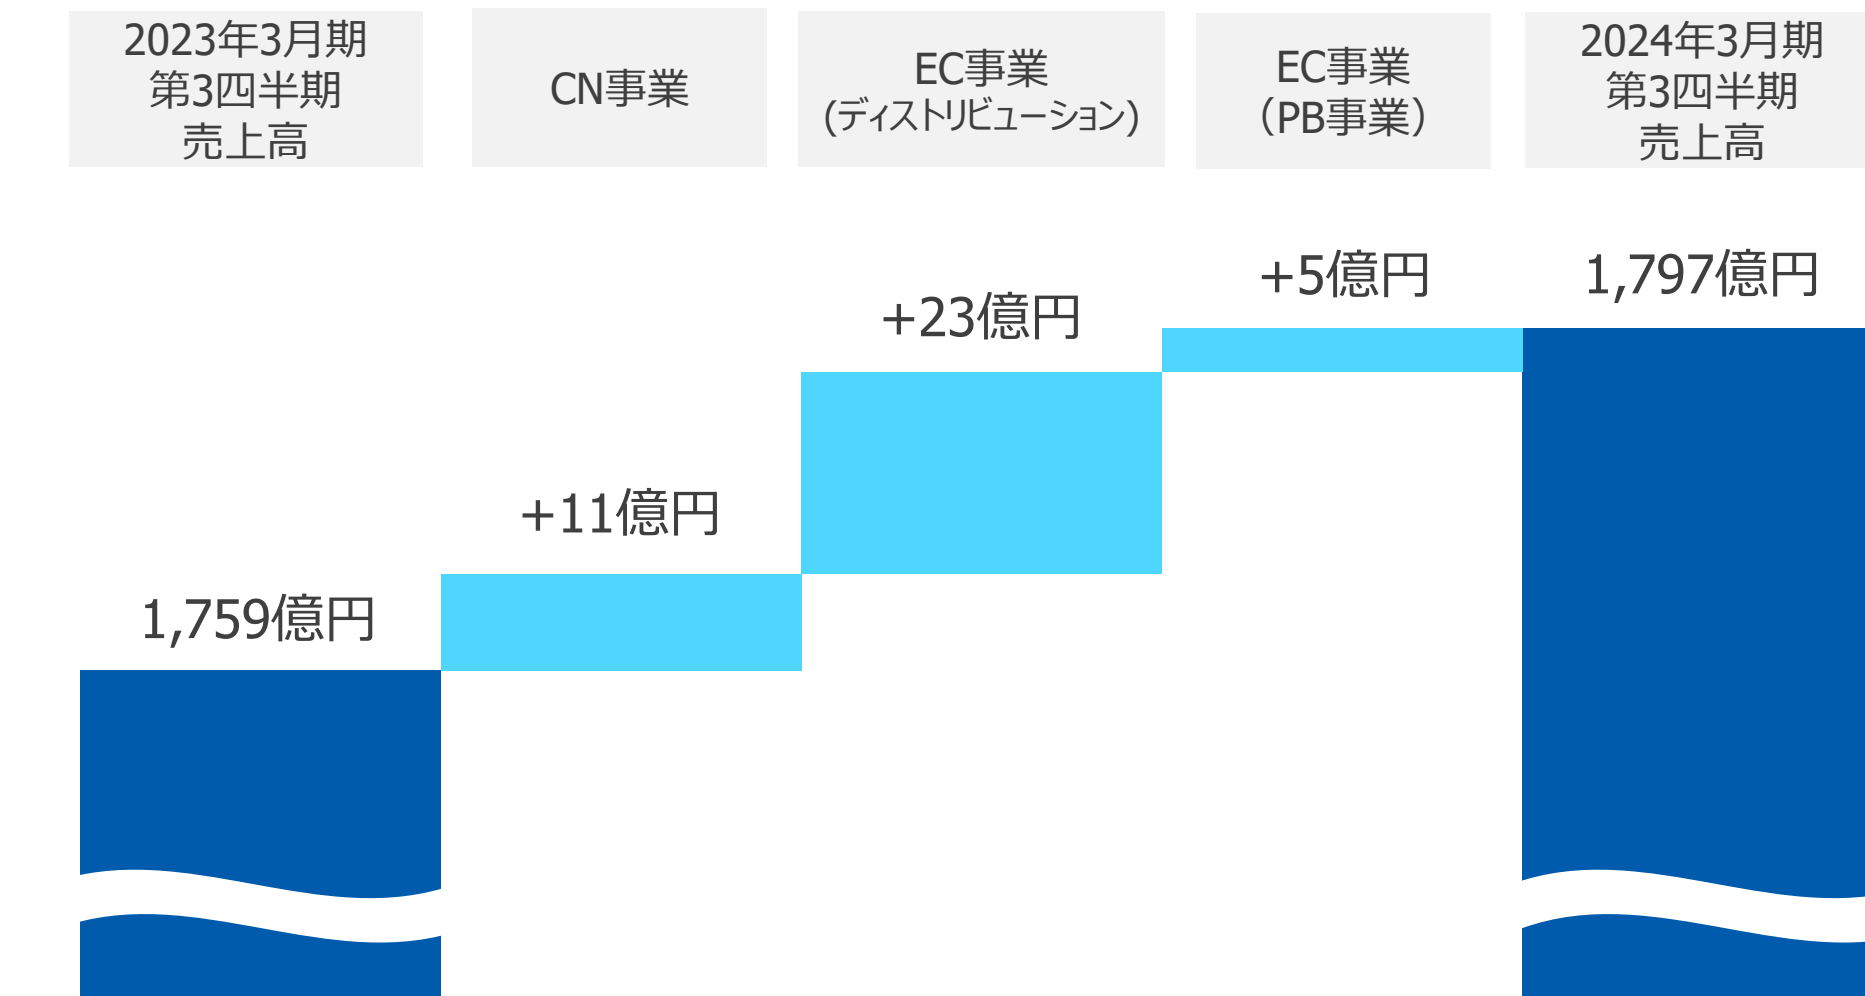 2023年3月期
第3四半期
売上高
CN事業
EC事業
(ディストリビューション)
EC事業
（PB事業）
2024年3月期
第3四半期
売上高
1,759億円
+11億円
+23億円
+5億円
1,797億円